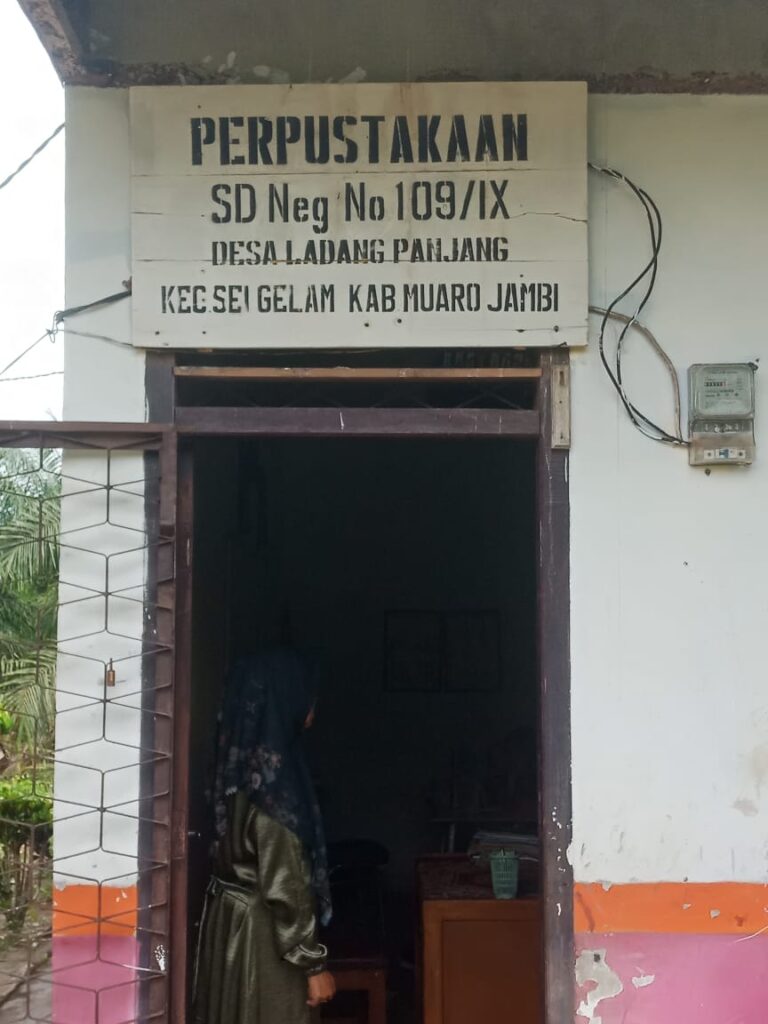 PERPUSTAKAAN
SD Neg No 109/IX
DESA LADANG PANJANG
KEC.SEI GELAM KAB MUARO JAMBI